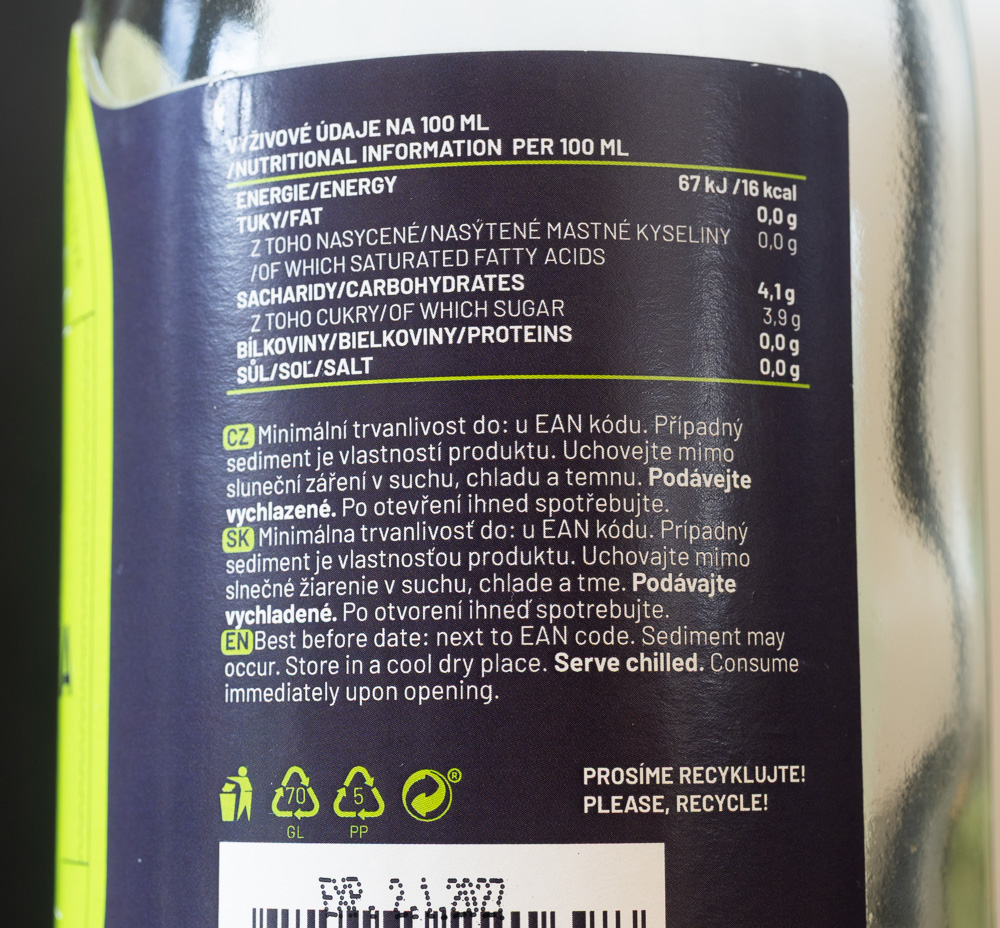 VÝŽIVOVÉ ÚDAJE NA 100 ML
/NUTRITIONAL INFORMATION PER 100 ML
ENERGIE/ENERGY 67 kJ /16 kcal
TUKY/FAT 0,0 g
Z TOHO NASYCENÉ/NASÝTENÉ MASTNÉ KYSELINY 0,0 g
/OF WHICH SATURATED FATTY ACIDS
SACHARIDY/CARBOHYDRATES 4,1 g
Z TOHO CUKRY/OF WHICH SUGAR 3,9 g
BÍLKOVINY/BIELKOVINY/PROTEINS 0,0 g
SŮL/SOĽ/SALT 0,0 g
CZ Minimální trvanlivost do: u EAN kódu. Případný
sediment je vlastností produktu. Uchovejte mimo
sluneční záření v suchu, chladu a temnu. Podávejte
vychlazené. Po otevření ihned spotřebujte.
SK Minimálna trvanlivosť do: u EAN kódu. Prípadný
sediment je vlastnosťou produktu. Uchovajte mimo
slnečné žiarenie v suchu, chlade a tme. Podávajte
vychladené. Po otvorení ihneď spotrebujte.
EN Best before date: next to EAN code. Sediment may
occur. Store in a cool dry place. Serve chilled. Consume
immediately upon opening.
70 5 ®
GL PP
PROSÍME RECYKLUJTE!
PLEASE, RECYCLE!
EXP. 2.1.2027